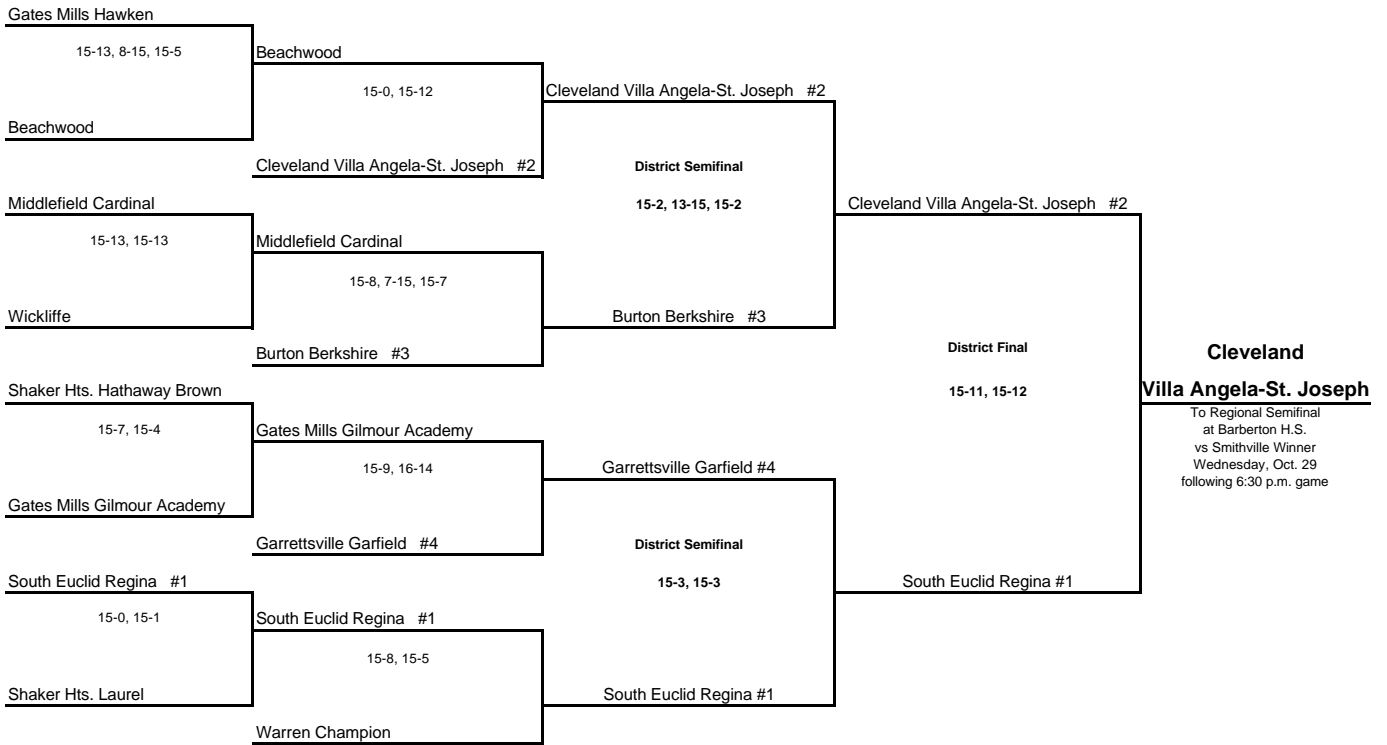 Gates Mills Hawken
15-13, 8-15, 15-5
Beachwood
Beachwood
15-0, 15-12
Cleveland Villa Angela-St. Joseph #2
Cleveland Villa Angela-St. Joseph #2
District Semifinal
15-2, 13-15, 15-2
Middlefield Cardinal
15-13, 15-13
Wickliffe
Middlefield Cardinal
15-8, 7-15, 15-7
Burton Berkshire #3
Burton Berkshire #3
Cleveland Villa Angela-St. Joseph #2
District Final
15-11, 15-12
Shaker Hts. Hathaway Brown
15-7, 15-4
Gates Mills Gilmour Academy
Gates Mills Gilmour Academy
15-9, 16-14
Garrettsville Garfield #4
Garrettsville Garfield #4
District Semifinal
15-3, 15-3
South Euclid Regina #1
15-0, 15-1
Shaker Hts. Laurel
South Euclid Regina #1
15-8, 15-5
Warren Champion
South Euclid Regina #1
South Euclid Regina #1
Cleveland
Villa Angela-St. Joseph
To Regional Semifinal
at Barberton H.S.
vs Smithville Winner
Wednesday, Oct. 29
following 6:30 p.m. game